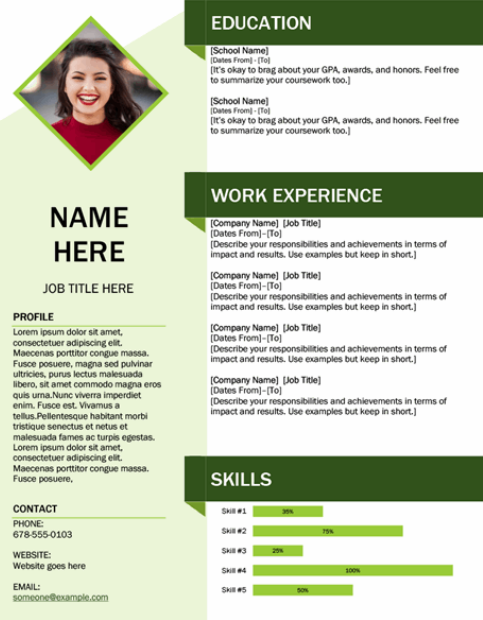 NAME
HERE
JOB TITLE HERE
PROFILE
Lorem ipsum dolor sit amet,
consectetuer adipiscing elit.
Maecenas porttitor congue massa.
Fusce posuere, magna sed pulvinar
ultricies, purus lectus malesuada
libero, sit amet commodo magna eros
quis urna.Nunc viverra imperdiet
enim. Fusce est. Vivamus a
tellus.Pellentesque habitant morbi
tristique senectus et netus et
malesuada fames ac turpis egestas.
Lorem ipsum dolor sit amet,
consectetuer adipiscing elit.
Maecenas porttitor congue massa.
Fusce posuere,
CONTACT
PHONE:
678-555-0103
WEBSITE:
Website goes here
EMAIL:
someone@example.com
EDUCATION
[School Name]
[Dates From] - [To]
[It's okay to brag about your GPA, awards, and honors. Feel free
to summarize your coursework too.]
[School Name]
[Dates From] - [To]
[It's okay to brag about your GPA, awards, and honors. Feel free
to summarize your coursework too.]
WORK EXPERIENCE
[Company Name]  [Job Title]
[Dates From]–[To]
[Describe your responsibilities and achievements in terms of
impact and results. Use examples but keep in short.]
[Company Name]  [Job Title]
[Dates From]–[To]
[Describe your responsibilities and achievements in terms of
impact and results. Use examples but keep in short.]
[Company Name]  [Job Title]
[Dates From]–[To]
[Describe your responsibilities and achievements in terms of
impact and results. Use examples but keep in short.]
[Company Name]  [Job Title]
[Dates From]–[To]
[Describe your responsibilities and achievements in terms of
impact and results. Use examples but keep in short.]
SKILLS
Skill #1 35%
Skill #2 75%
Skill #3 25%
Skill #4 100%
Skill #5 50%